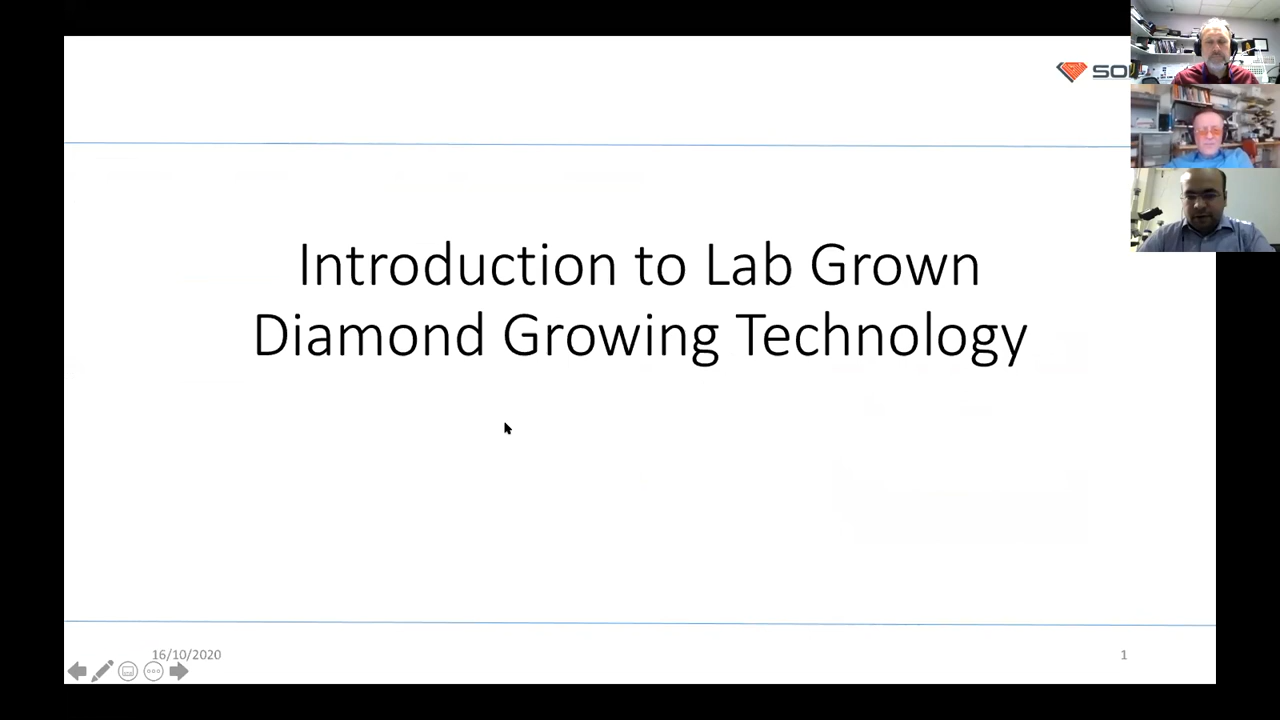 Introduction to Lab Grown
Diamond Growing Technology
16/10/2020
1